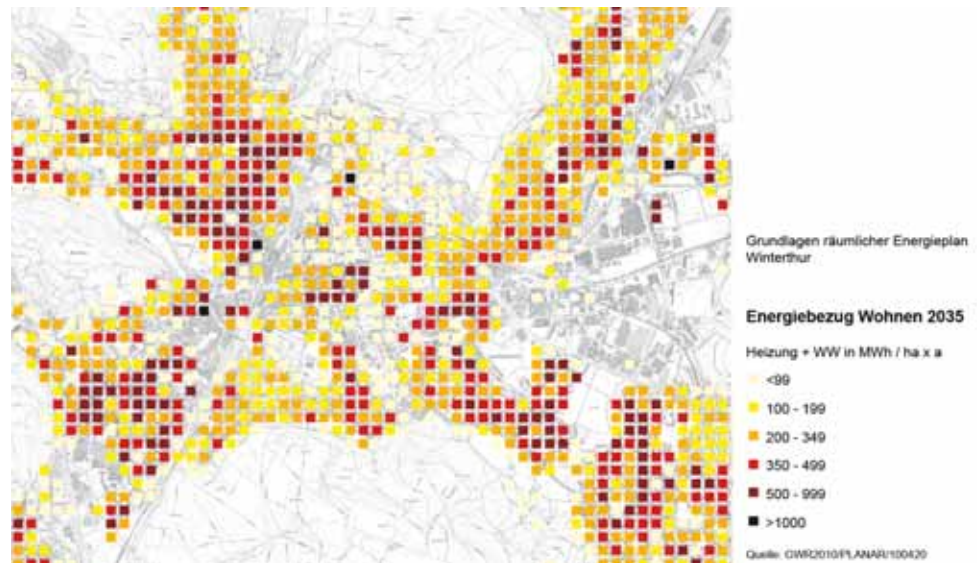 Grundlagen räumlicher Energieplan
Winterthur
Energiebezug Wohnen 2035
Heizung + WW in MWh / ha x a
<99
100 - 199
200 - 349
350 - 499
500 - 999
>1000
Quelle: GWR2010/PLANAR/100420